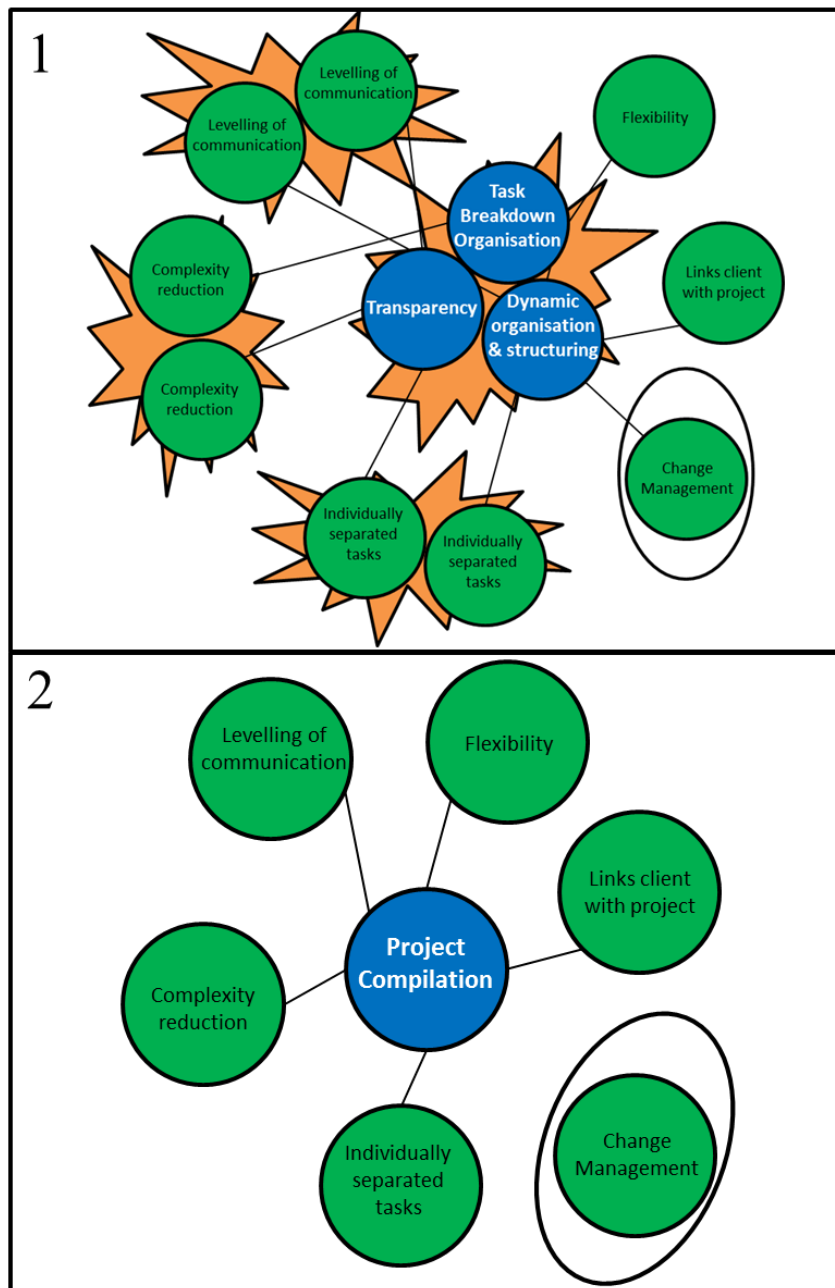 1
Levelling of
communication
Levelling of
communication
Flexibility
Task
Breakdown
Organisation
Complexity
reduction
Links client
with project
Transparency
Dynamic
organisation
& structuring
Complexity
reduction
Change
Management
Individually
separated
tasks
Individually
separated
tasks
2
Levelling of
communication
Flexibility
Links client
with project
Project
Compilation
Complexity
reduction
Change
Management
Individually
separated
tasks